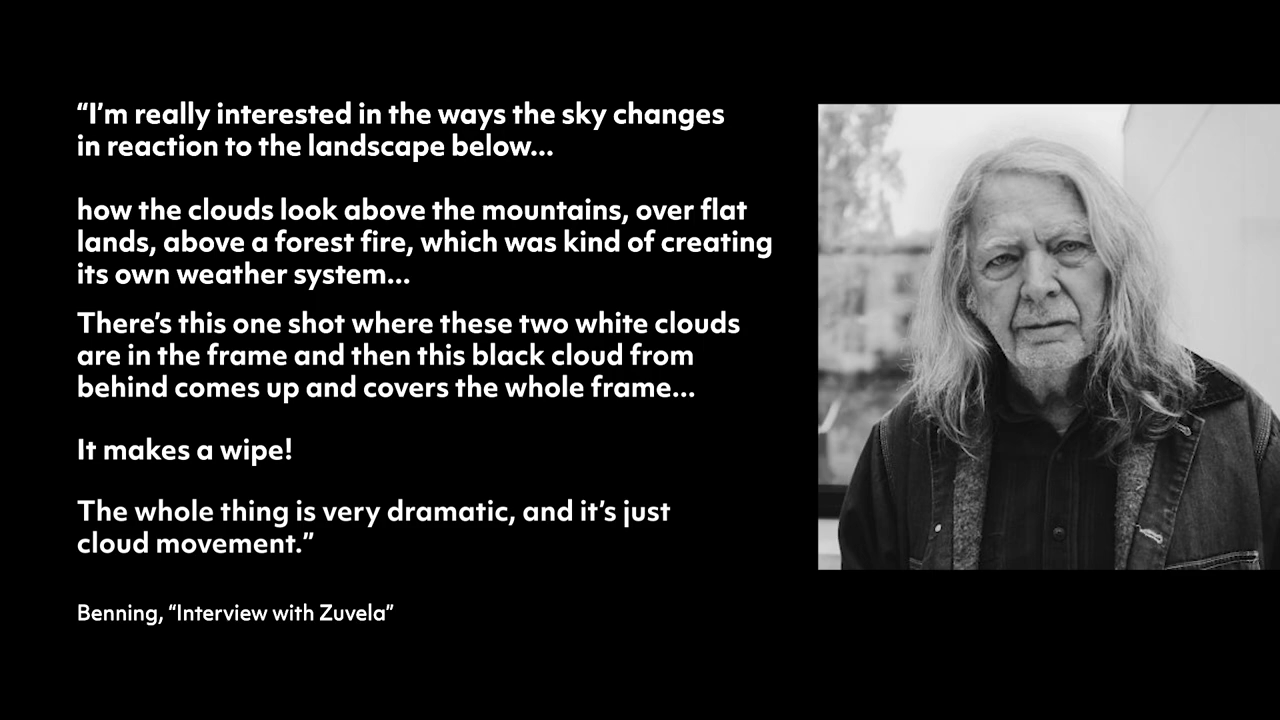 “I’m really interested in the ways the sky changes
in reaction to the landscape below...
how the clouds look above the mountains, over flat
lands, above a forest fire, which was kind of creating
its own weather system...
There’s this one shot where these two white clouds
are in the frame and then this black cloud from
behind comes up and covers the whole frame...
It makes a wipe!
The whole thing is very dramatic, and it’s just
cloud movement.”
Benning, “Interview with Zuvela”